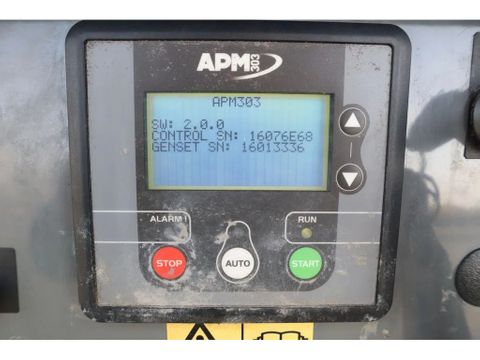 APM303
APM303
SW: 2.0.0
CONTROL SN: 16076E68
GENSET SN: 16013336
ALARM
RUN
STOP
AUTO
START